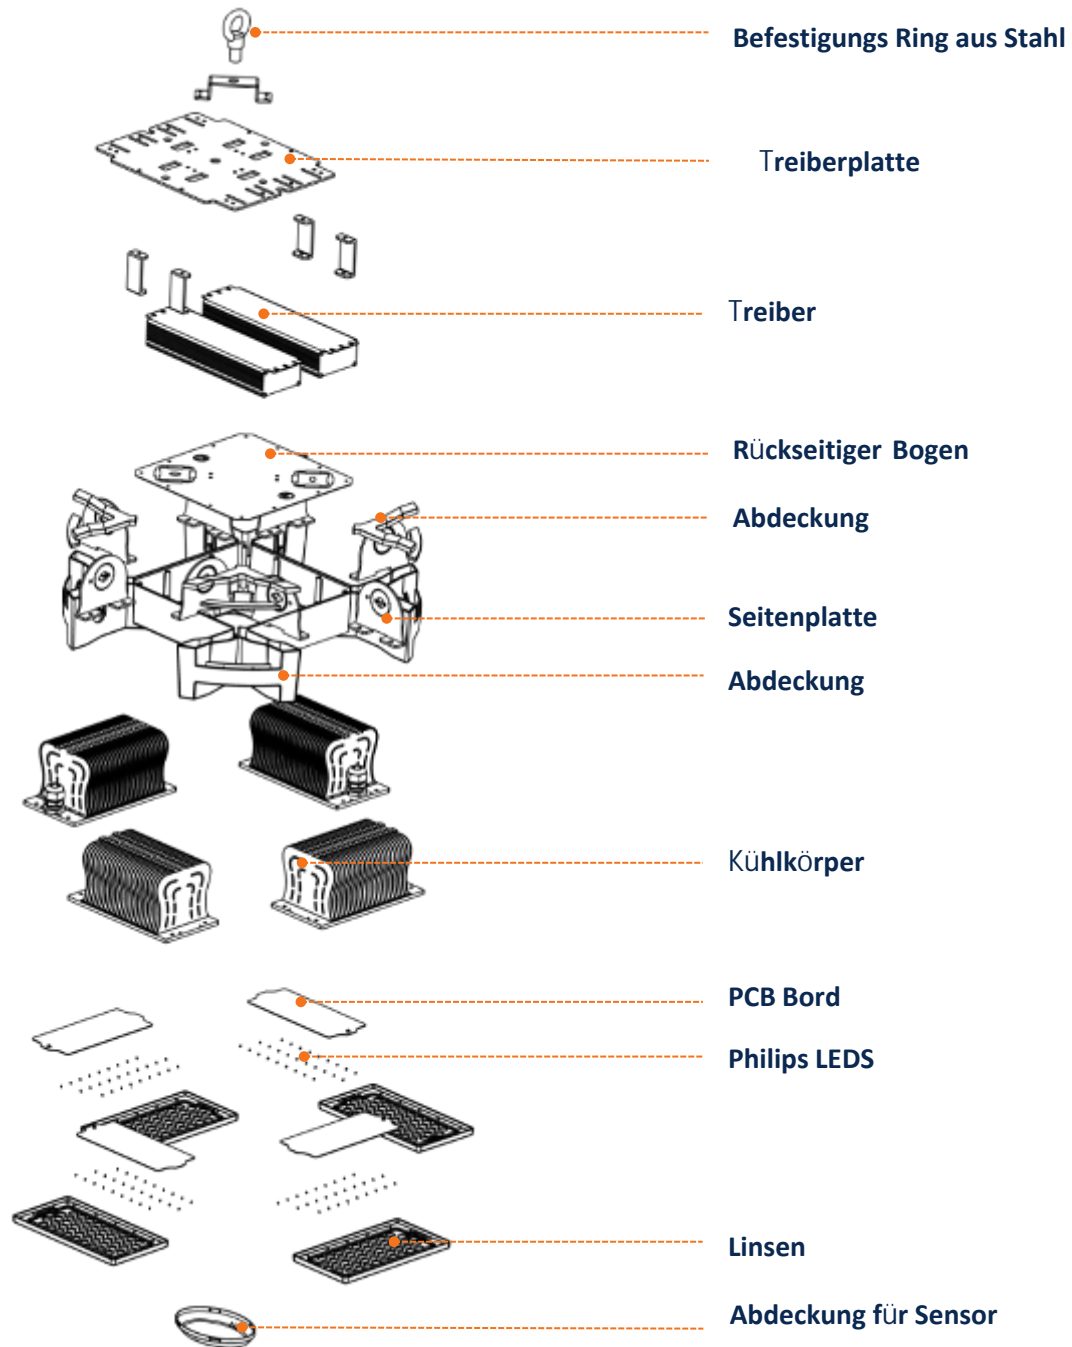 Befestigungs Ring aus Stahl
Treiberplatte
Treiber
Rückseitiger Bogen
Abdeckung
Seitenplatte
Abdeckung
Kühlkörper
PCB Bord
Philips LEDS
Linsen
Abdeckung für Sensor